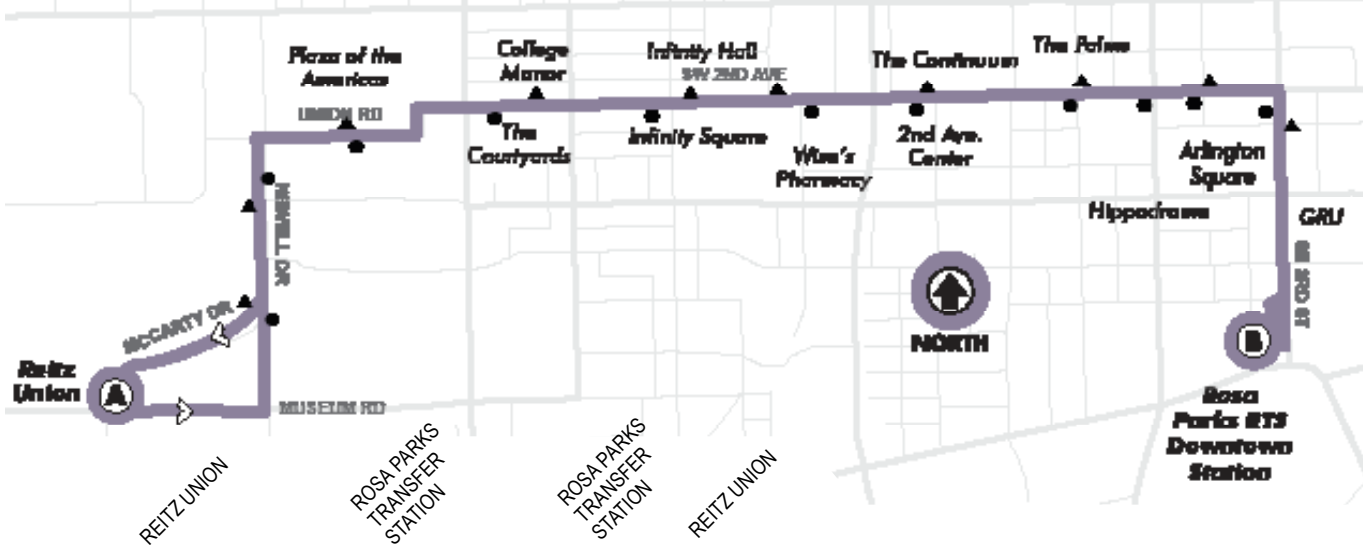 Plaza of the
Americas
UNION RD
College
Manor
Infinity Hall
SW 2ND AVE
The Continuum
The Palms
The
Courtyards
Infinity Square
Wise's
Pharmacy
2nd Ave.
Center
Arlington
Square
Hippodrome
GRU
NEWELL DR
SE 3RD ST
MCCARTY DR
NORTH
B
Reitz
Union
A
MUSEUM RD
Rosa
Parks RTS
Downtown
Station
REITZ UNION
ROSA PARKS
TRANSFER
STATION
ROSA PARKS
TRANSFER
STATION
REITZ UNION